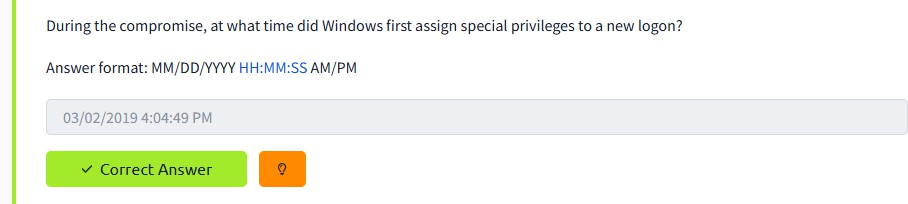 During the compromise, at what time did Windows first assign special privileges to a new logon?
Answer format: MM/DD/YYYY HH:MM:SS AM/PM
03/02/2019 4:04:49 PM
Correct Answer